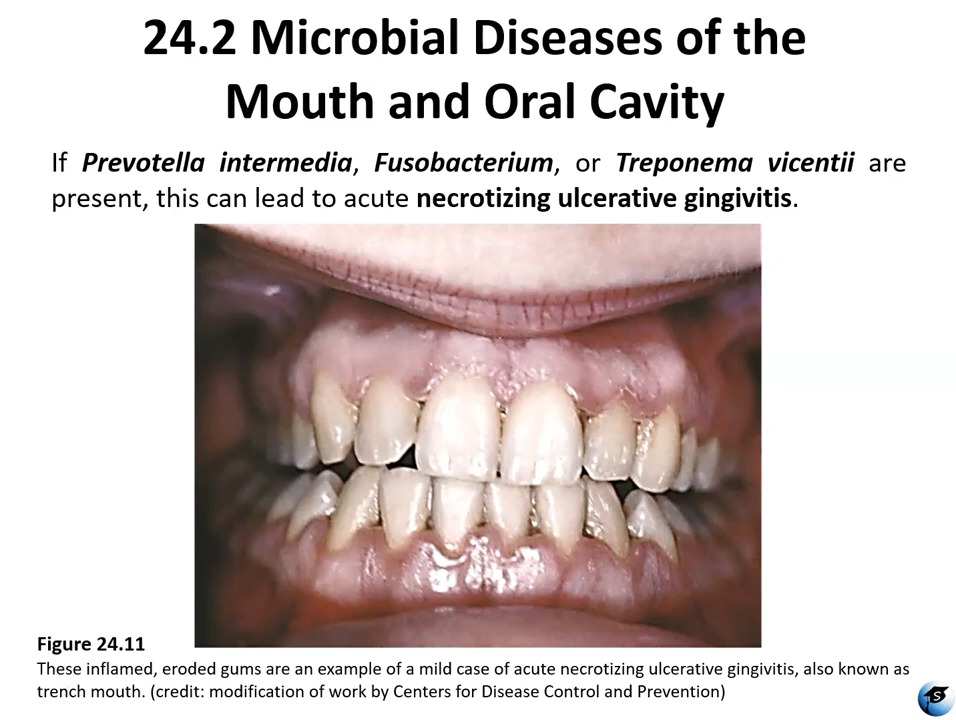 24.2 Microbial Diseases of the
Mouth and Oral Cavity
If Prevotella intermedia, Fusobacterium, or Treponema vicentii are
present, this can lead to acute necrotizing ulcerative gingivitis.
Figure 24.11
These inflamed, eroded gums are an example of a mild case of acute necrotizing ulcerative gingivitis, also known as
trench mouth. (credit: modification of work by Centers for Disease Control and Prevention)
S